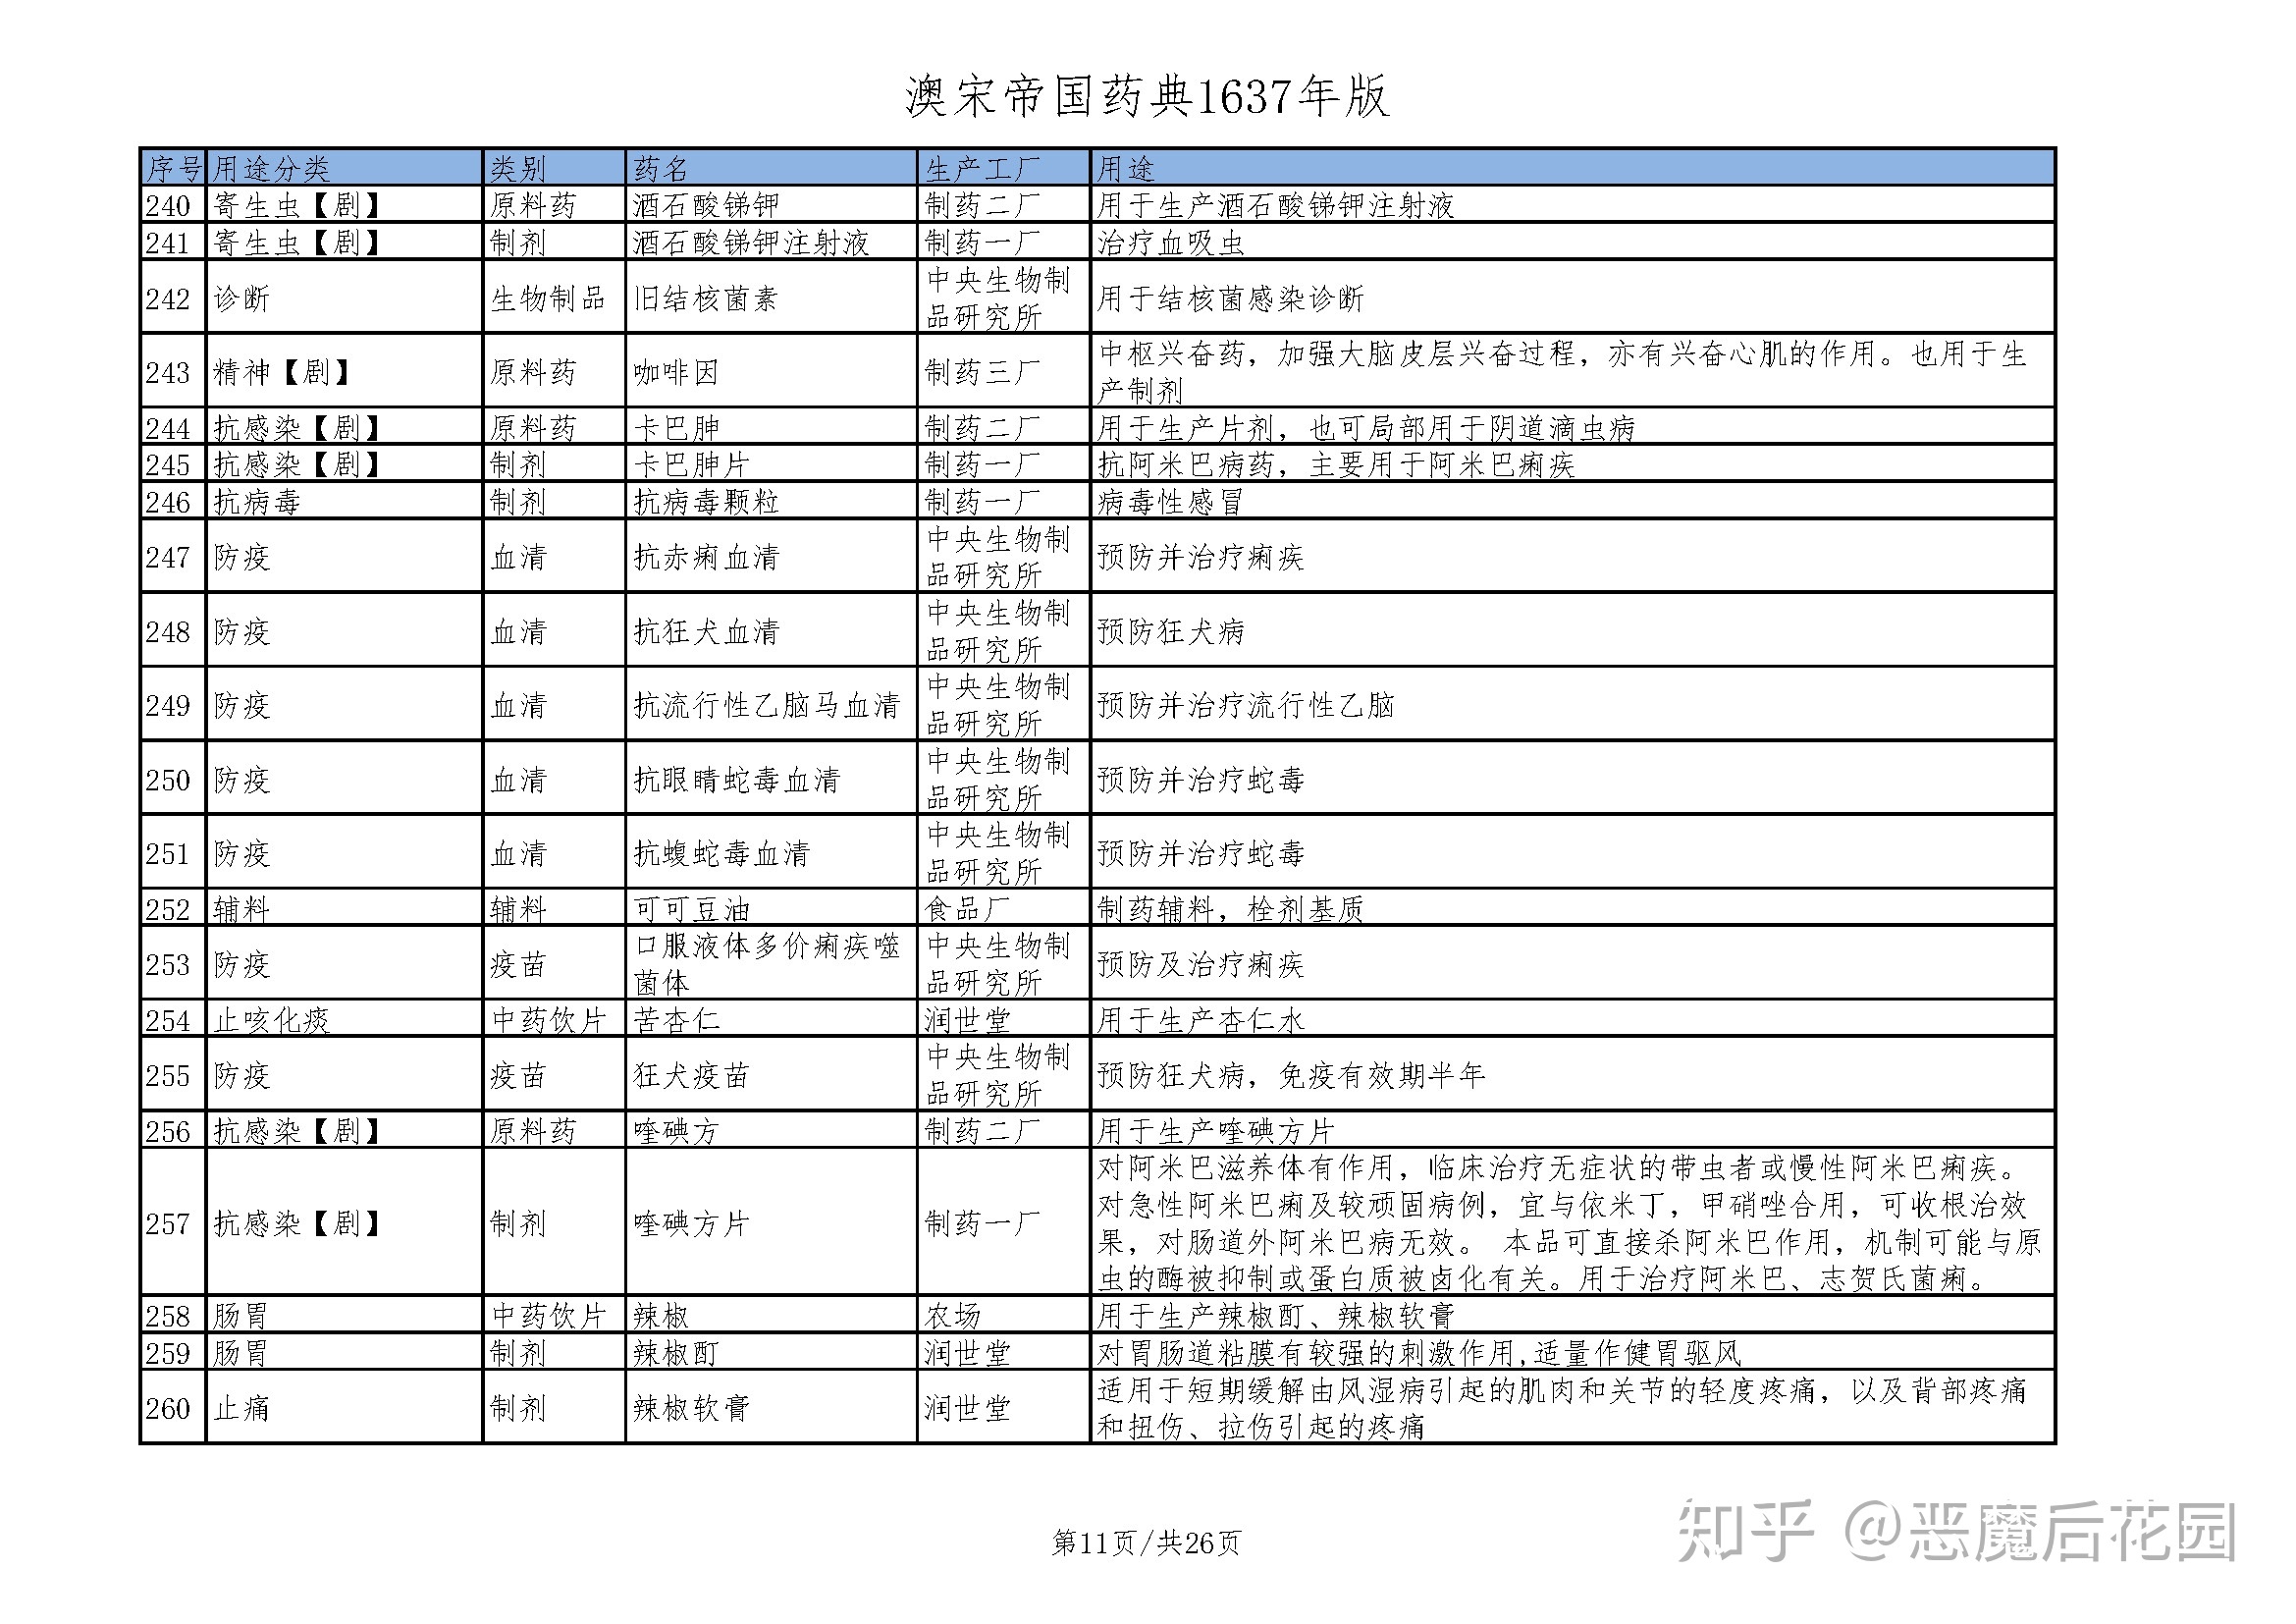 澳宋帝国药典1637年版
序号 用途分类 类别 药名 生产工厂 用途
240 寄生虫【剧】 原料药 酒石酸锑钾 制药二厂 用于生产酒石酸锑钾注射液
241 寄生虫【剧】 制剂 酒石酸锑钾注射液 制药一厂 治疗血吸虫
242 诊断 生物制品 旧结核菌素 中央生物制
品研究所 用于结核菌感染诊断
243 精神【剧】 原料药 咖啡因 制药三厂 中枢兴奋药，加强大脑皮层兴奋过程，亦有兴奋心肌的作用。也用于生
产制剂
244 抗感染【剧】 原料药 卡巴胂 制药二厂 用于生产片剂，也可局部用于阴道滴虫病
245 抗感染【剧】 制剂 卡巴胂片 制药一厂 抗阿米巴病药，主要用于阿米巴痢疾
246 抗病毒 制剂 抗病毒颗粒 制药一厂 病毒性感冒
247 防疫 血清 抗赤痢血清 中央生物制
品研究所 预防并治疗痢疾
248 防疫 血清 抗狂犬血清 中央生物制
品研究所 预防狂犬病
249 防疫 血清 抗流行性乙脑马血清 中央生物制
品研究所 预防并治疗流行性乙脑
250 防疫 血清 抗眼睛蛇毒血清 中央生物制
品研究所 预防并治疗蛇毒
251 防疫 血清 抗蝮蛇毒血清 中央生物制
品研究所 预防并治疗蛇毒
252 辅料 辅料 可可豆油 食品厂 制药辅料，栓剂基质
253 防疫 疫苗 口服液体多价痢疾噬
菌体 中央生物制
品研究所 预防及治疗痢疾
254 止咳化痰 中药饮片 苦杏仁 润世堂 用于生产杏仁水
255 防疫 疫苗 狂犬疫苗 中央生物制
品研究所 预防狂犬病，免疫有效期半年
256 抗感染【剧】 原料药 喹碘方 制药二厂 用于生产喹碘方片
257 抗感染【剧】 制剂 喹碘方片 制药一厂 对阿米巴滋养体有作用，临床治疗无症状的带虫者或慢性阿米巴痢疾。
对急性阿米巴痢及较顽固病例，宜与依米丁，甲硝唑合用，可收根治效
果，对肠道外阿米巴病无效。 本品可直接杀阿米巴作用，机制可能与原
虫的酶被抑制或蛋白质被卤化有关。用于治疗阿米巴、志贺氏菌痢。
258 肠胃 中药饮片 辣椒 农场 用于生产辣椒酊、辣椒软膏
259 肠胃 制剂 辣椒酊 润世堂 对胃肠道粘膜有较强的刺激作用,适量作健胃驱风
260 止痛 制剂 辣椒软膏 润世堂 适用于短期缓解由风湿病引起的肌肉和关节的轻度疼痛，以及背部疼痛
和扭伤、拉伤引起的疼痛
第11页/共26页
知乎 @恶魔后花园